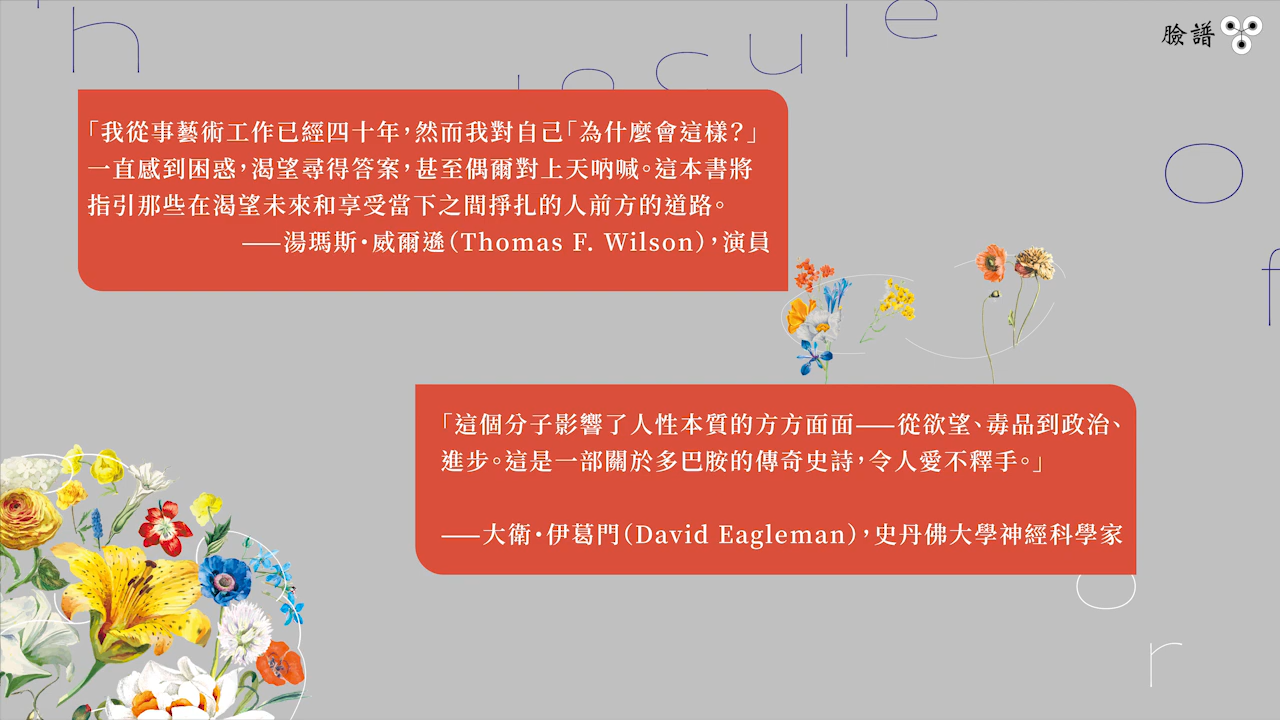 h
o c u l e
臉譜
「我從事藝術工作已經四十年，然而我對自己「為什麼會這樣？」
一直感到困惑，渴望尋得答案，甚至偶爾對上天吶喊。這本書將
指引那些在渴望未來和享受當下之間掙扎的人前方的道路。
——湯瑪斯·威爾遜（Thomas F. Wilson），演員
o
f
「這個分子影響了人性本質的方方面面——從欲望、毒品到政治、
進步。這是一部關於多巴胺的傳奇史詩，令人愛不釋手。」
——大衛·伊葛門（David Eagleman），史丹佛大學神經科學家
o
r